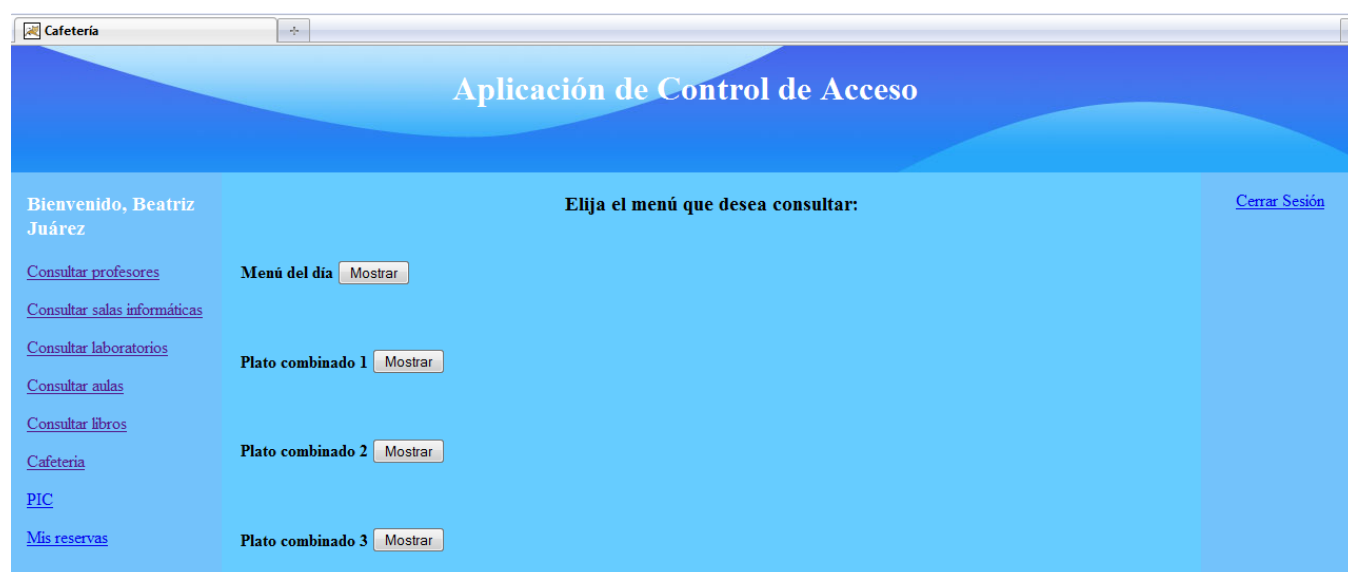 Cafetería
Aplicación de Control de Acceso
Bienvenido, Beatriz
Juárez
Consultar profesores
Consultar salas informáticas
Consultar laboratorios
Consultar aulas
Consultar libros
Cafeteria
PIC
Mis reservas
Elija el menú que desea consultar:
Menú del día Mostrar
Plato combinado 1 Mostrar
Plato combinado 2 Mostrar
Plato combinado 3 Mostrar
Cerrar Sesión